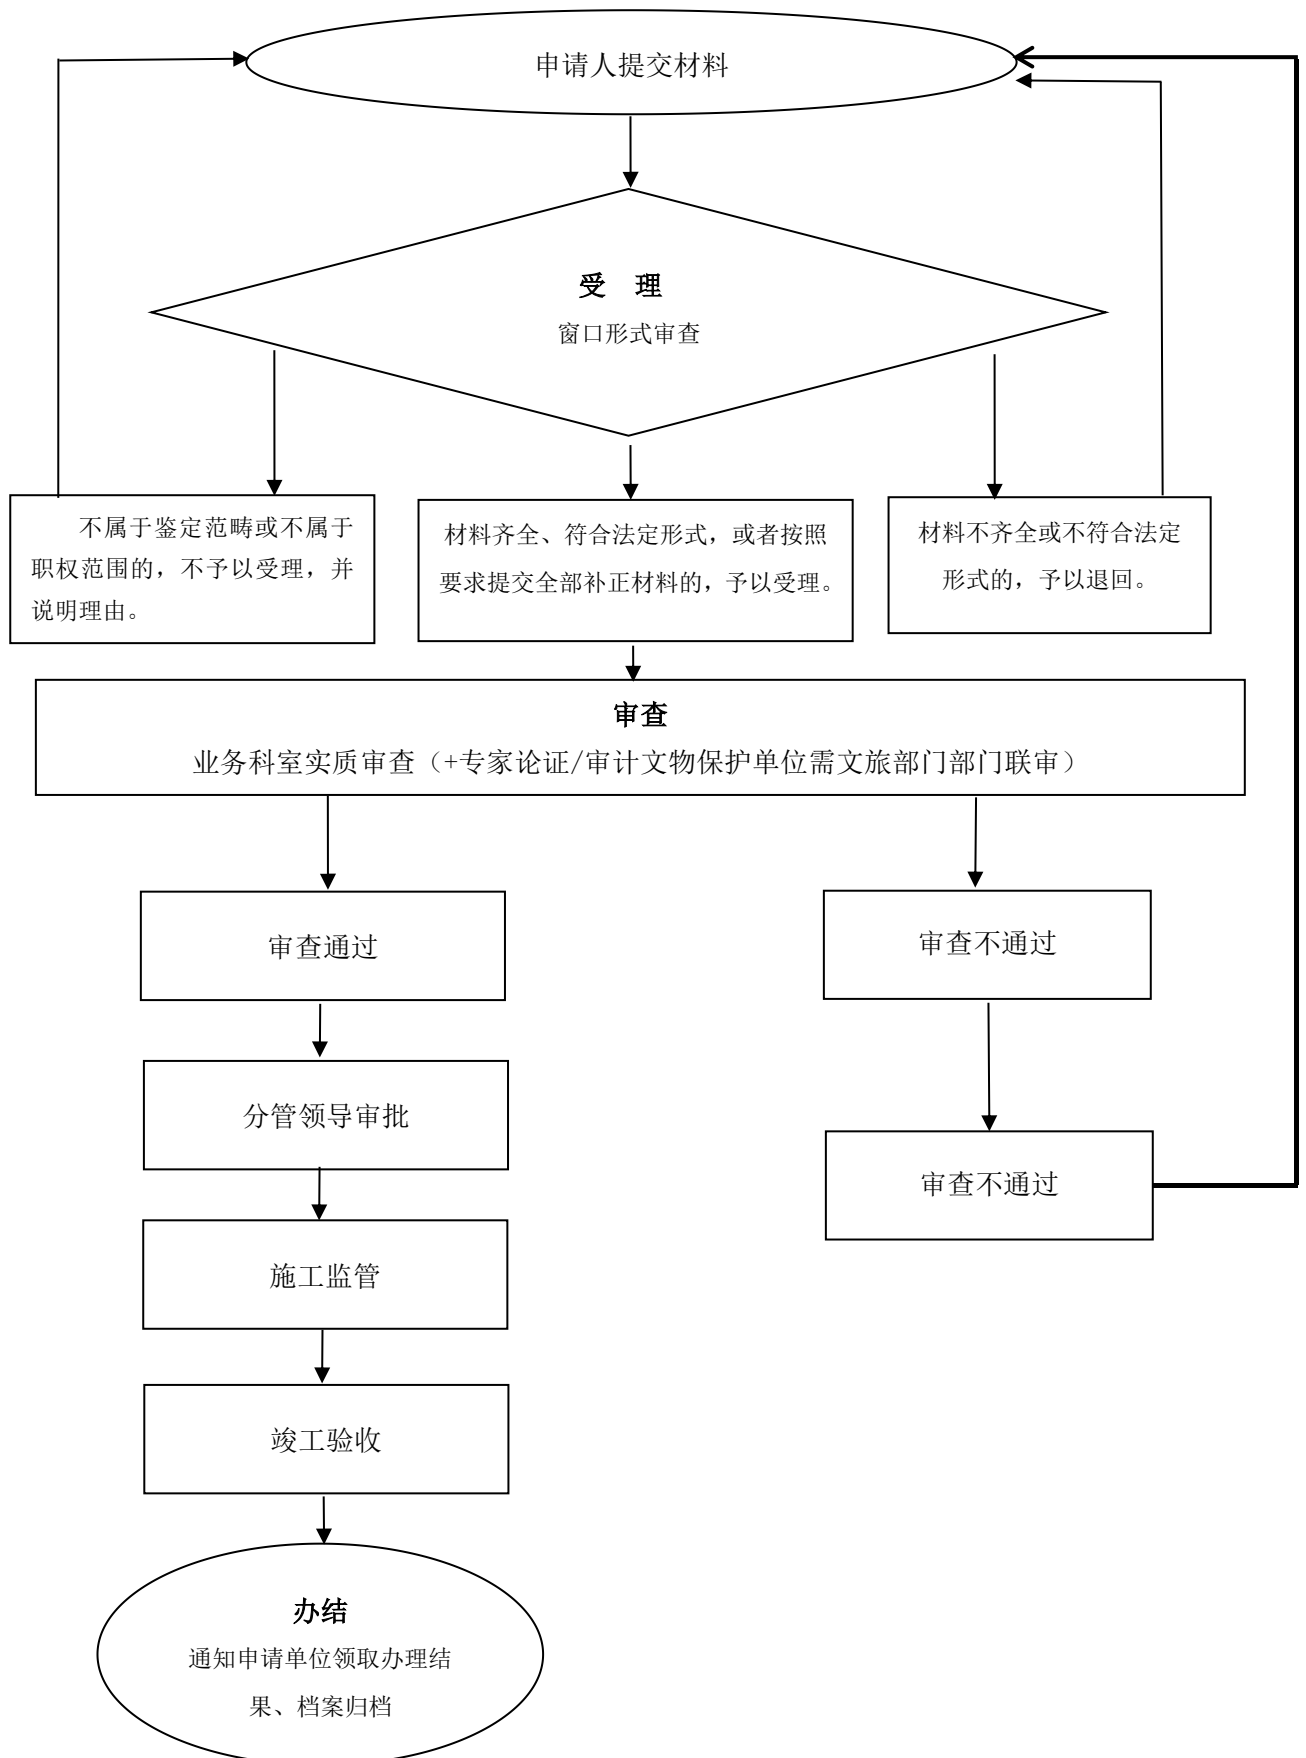 申请人提交材料
受 理
窗口形式审查
不属于鉴定范畴或不属于
职权范围的，不予以受理，并
说明理由。
材料齐全、符合法定形式，或者按照
要求提交全部补正材料的，予以受理。
材料不齐全或不符合法定
形式的，予以退回。
审查
业务科室实质审查（+专家论证/审计文物保护单位需文旅部门部门联审）
审查通过
审查不通过
分管领导审批
审查不通过
施工监管
竣工验收
办结
通知申请单位领取办理结
果、档案归档